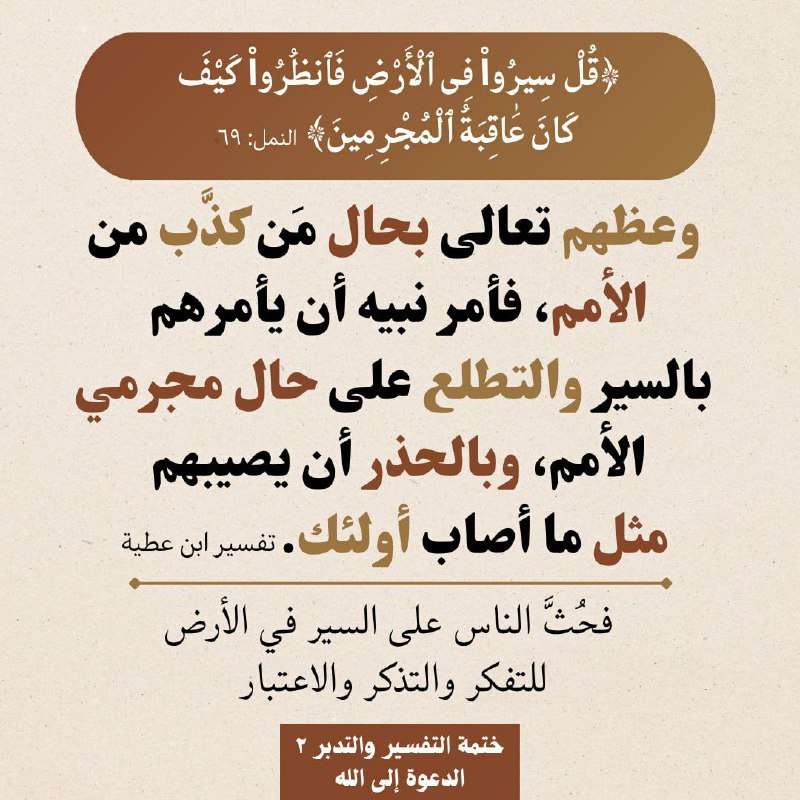 ﴿قُلْ سِيرُوا۟ فِى ٱلْأَرْضِ فَٱنظُرُوا۟ كَيْفَ
كَانَ عَـٰقِبَةُ ٱلْمُجْرِمِينَ﴾ النمل: ٦٩
وعظهم تعالى بحال مَن كذَّب من
الأمم، فأمر نبيه أن يأمرهم
بالسير والتطلع على حال مجرمي
الأمم، وبالحذر أن يصيبهم
مثل ما أصاب أولئك. تفسير ابن عطية
فحُثَّ الناس على السير في الأرض
للتفكر والتذكر والاعتبار
ختمة التفسير والتدبر ٢
الدعوة إلى الله